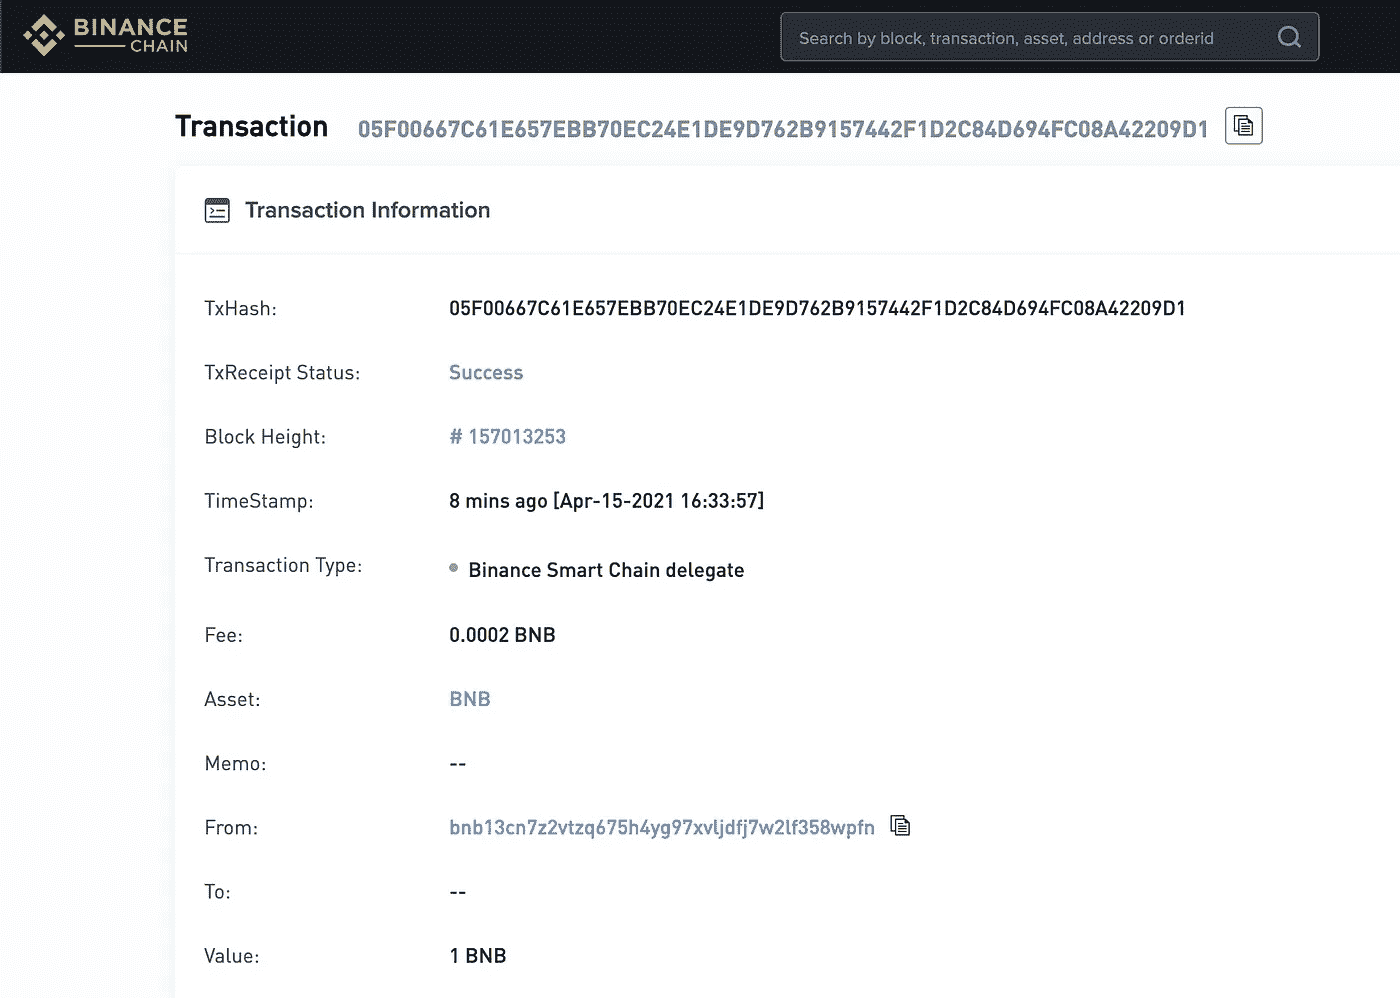 BINANCE
CHAIN
Search by block, transaction, asset, address or orderid
Transaction 05F00667C61E657EBB70EC24E1DE9D762B9157442F1D2C84D694FC08A42209D1
Transaction Information
TxHash: 05F00667C61E657EBB70EC24E1DE9D762B9157442F1D2C84D694FC08A42209D1
TxReceipt Status: Success
Block Height: # 157013253
TimeStamp: 8 mins ago [Apr-15-2021 16:33:57]
Transaction Type: Binance Smart Chain delegate
Fee: 0.0002 BNB
Asset: BNB
Memo: --
From: bnb13cn7z2vtzq675h4yg97xvljdfj7w2lf358wpfn
To: --
Value: 1 BNB